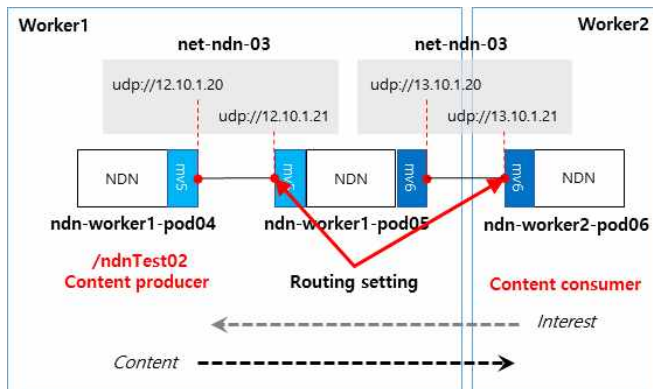 Worker1
Worker2
net-ndn-03
net-ndn-03
udp://12.10.1.20
udp://13.10.1.20
udp://12.10.1.21
udp://13.10.1.21
NDN
mv5
mv5
NDN
mv6
mv6
NDN
ndn-worker1-pod04
ndn-worker1-pod05
ndn-worker2-pod06
/ndnTest02
Content producer
Routing setting
Content consumer
Interest
Content